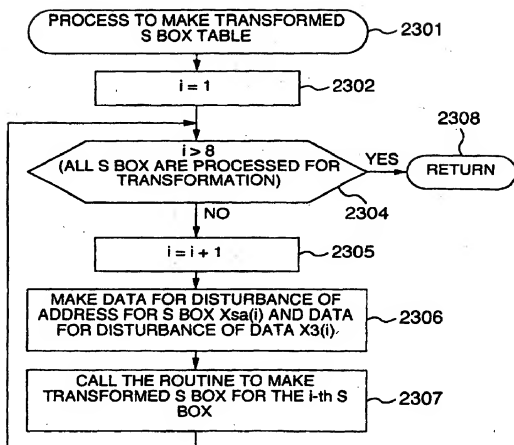 PROCESS TO MAKE TRANSFORMED
S BOX TABLE
2301
i = 1
2302
i > 8
(ALL S BOX ARE PROCESSED FOR
TRANSFORMATION)
YES
2308
RETURN
2304
NO
i = i + 1
2305
MAKE DATA FOR DISTURBANCE OF
ADDRESS FOR S BOX Xsa(i) AND DATA
FOR DISTURBANCE OF DATA X3(i).
2306
CALL THE ROUTINE TO MAKE
TRANSFORMED S BOX FOR THE i-th S
BOX
2307